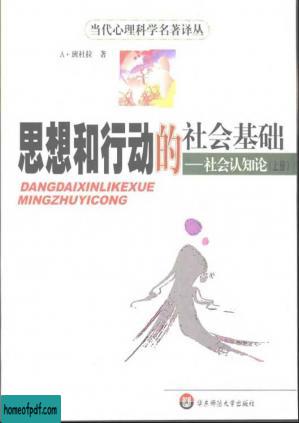 当代心理科学名著译丛
A·班杜拉 著
思想和行动的社会基础
——社会认知论(上册)
DANGDAIXINLIKEXUE
MINGZHUYICONG
华东师范大学出版社
homeofpdf.com
homeofpdf.com